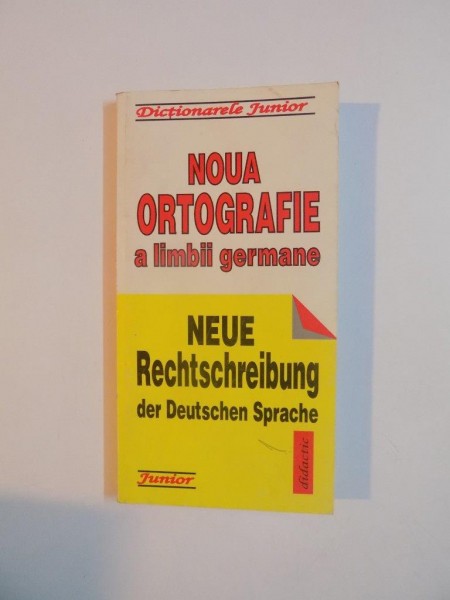 Dicționarele Junior
NOUA
ORTOGRAFIE
a limbii germane
NEUE
Rechtschreibung
der Deutschen Sprache
didactic
Junior